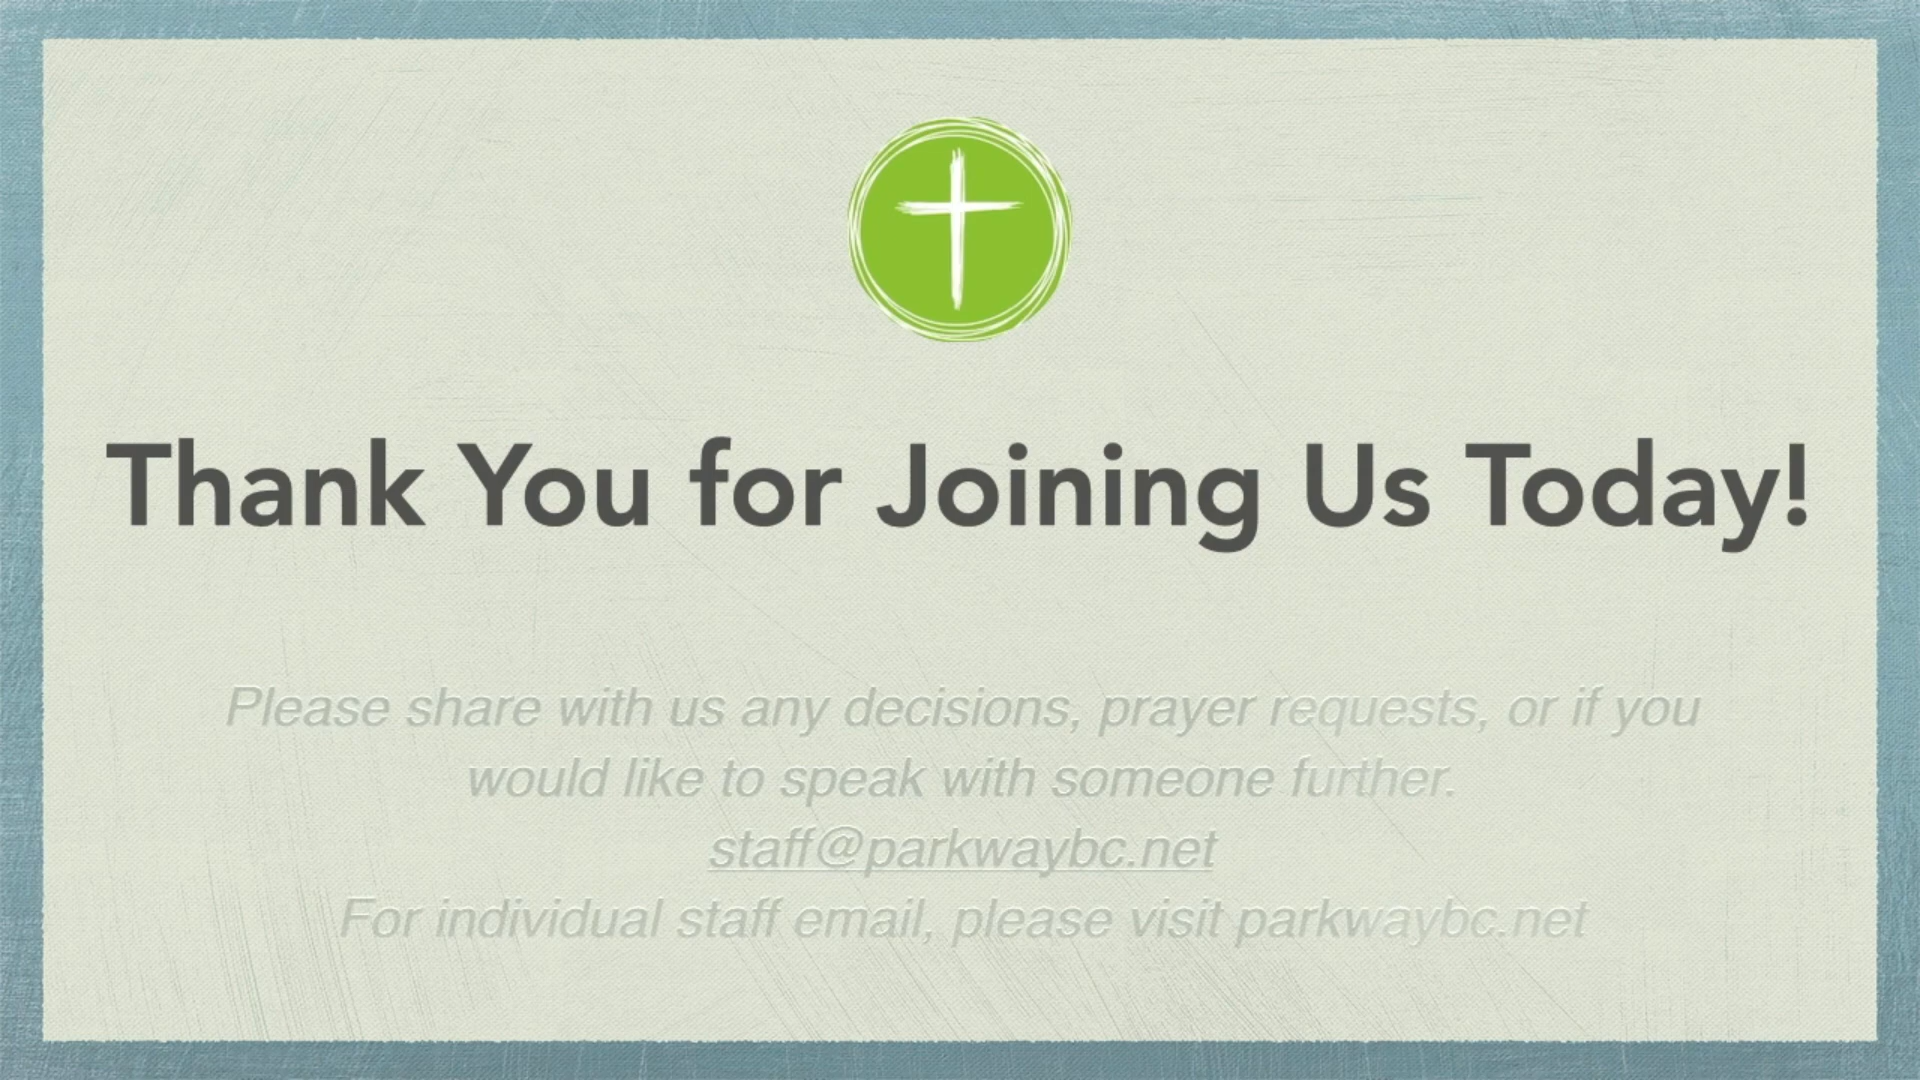 Thank You for Joining Us Today!
Please share with us any decisions, prayer requests, or if you
would like to speak with someone further.
staff@parkwaybc.net
For individual staff email, please visit parkwaybc.net